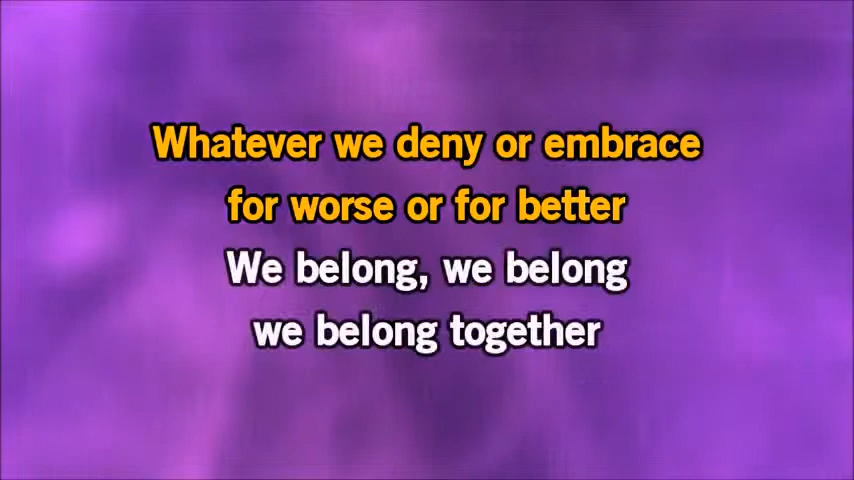 Whatever we deny or embrace
for worse or for better
We belong, we belong
we belong together